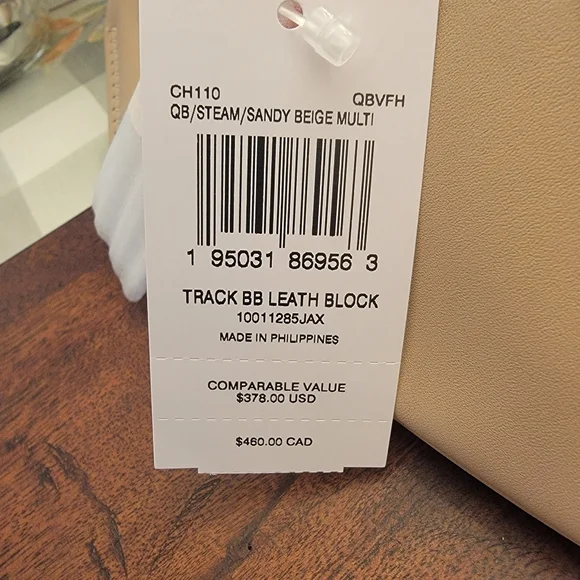 CH110 QBVFH
QB/STEAM/SANDY BEIGE MULTI
1 95031 86956 3
TRACK BB LEATH BLOCK
10011285JAX
MADE IN PHILIPPINES
COMPARABLE VALUE
$378.00 USD
$460.00 CAD